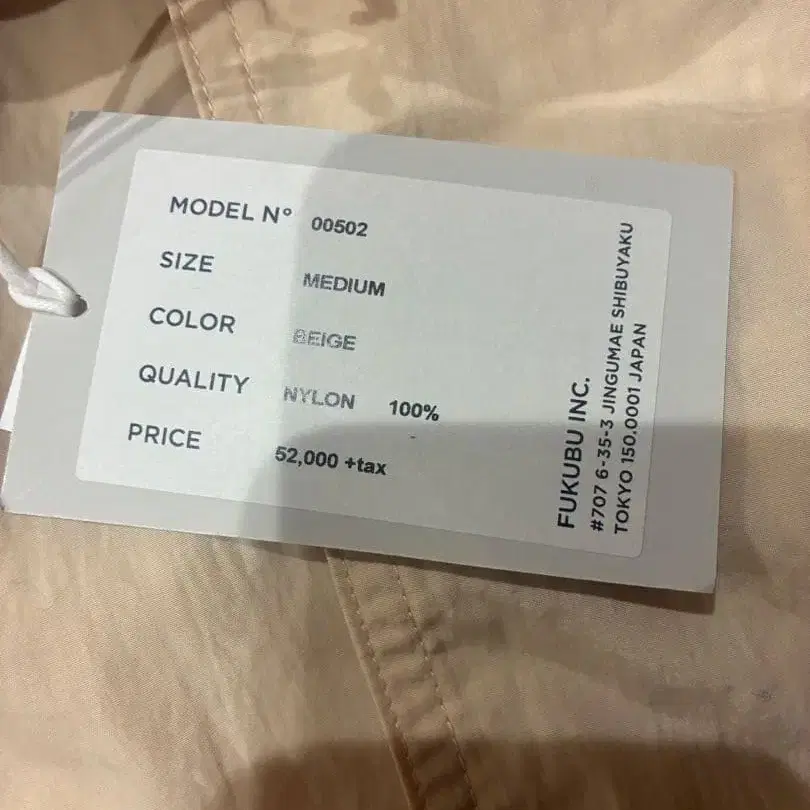 MODEL N° 00502
SIZE MEDIUM
COLOR BEIGE
QUALITY NYLON 100%
PRICE 52,000 +tax
FUKUBU INC.
#707 6-35-3 JINGUMAE SHIBUYAKU
TOKYO 150,0001 JAPAN